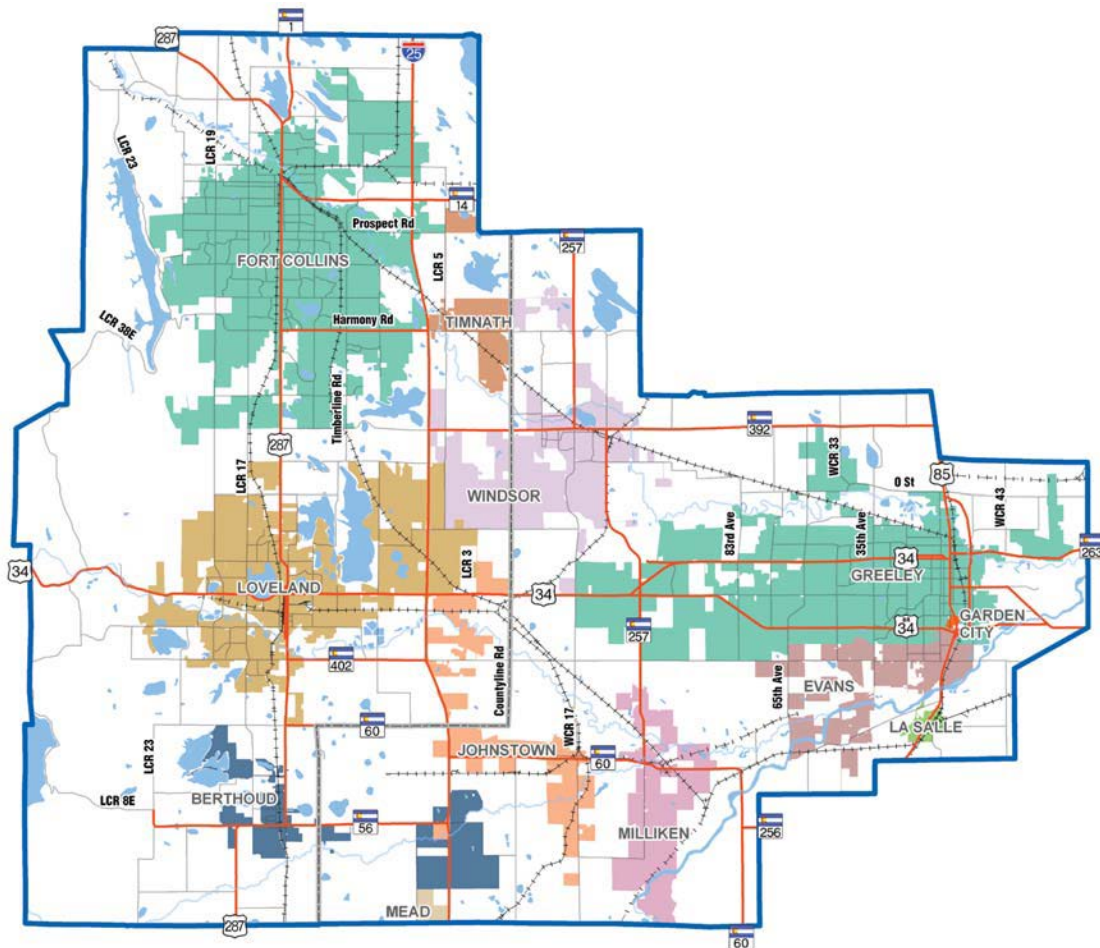 1
287
25
LCR 23
LCR 19
14
Prospect Rd
257
FORT COLLINS
LCR 5
TIMNATH
Harmony Rd
LCR 38E
Timberline Rd
392
287
LCR 17
WCR 33
85
O St
WCR 43
WINDSOR
83rd Ave
35th Ave
34
263
LCR 3
34
GREELEY
34
LOVELAND
34
GARDEN
CITY
257
402
Countyline Rd
65th Ave
EVANS
60
LA SALLE
WCR 17
JOHNSTOWN
60
LCR 23
BERTHOUD
LCR 8E
56
MILLIKEN
256
MEAD
287
60